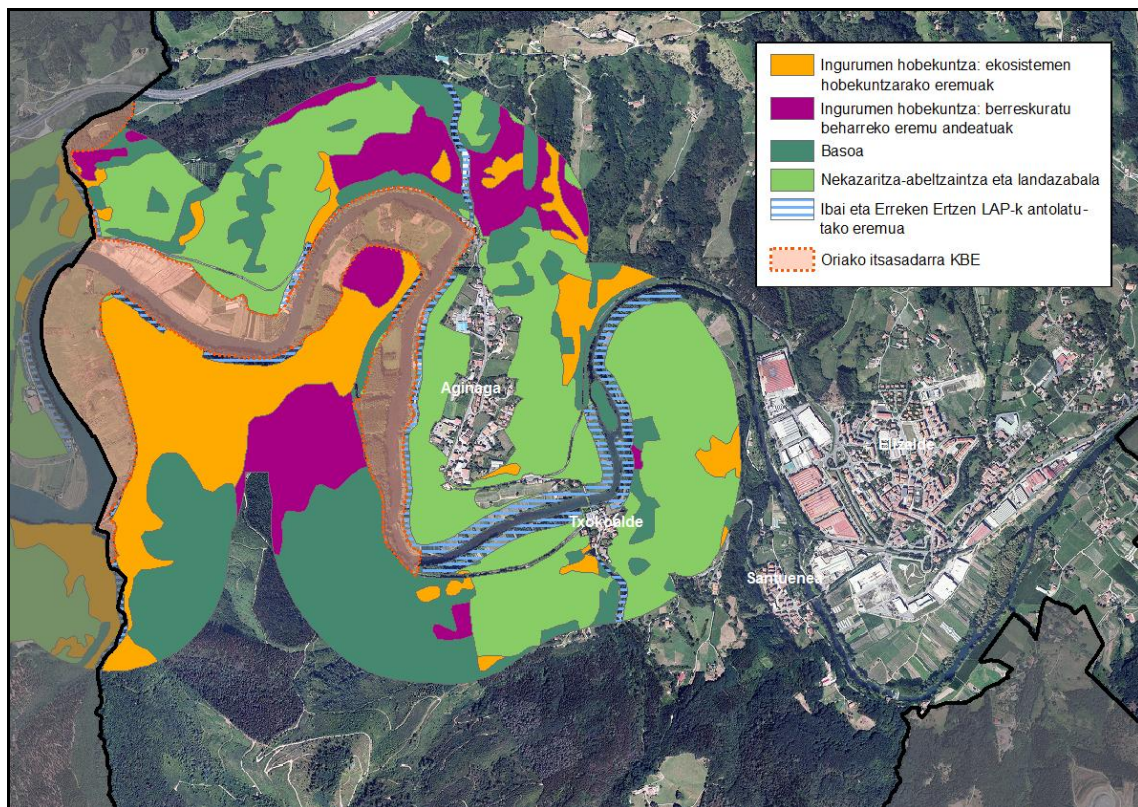 Ingurumen hobekuntza: ekosistemen
hobekuntzarako eremuak
Ingurumen hobekuntza: berreskuratu
beharreko eremu andeatuak
Basoa
Nekazaritza-abeltzaintza eta landazabala
Ibai eta Erreken Ertzen LAP-k antolatu-
tako eremua
Oriako itsasadarra KBE
Aginaga
Elizalde
Txokoalde
Santuenea